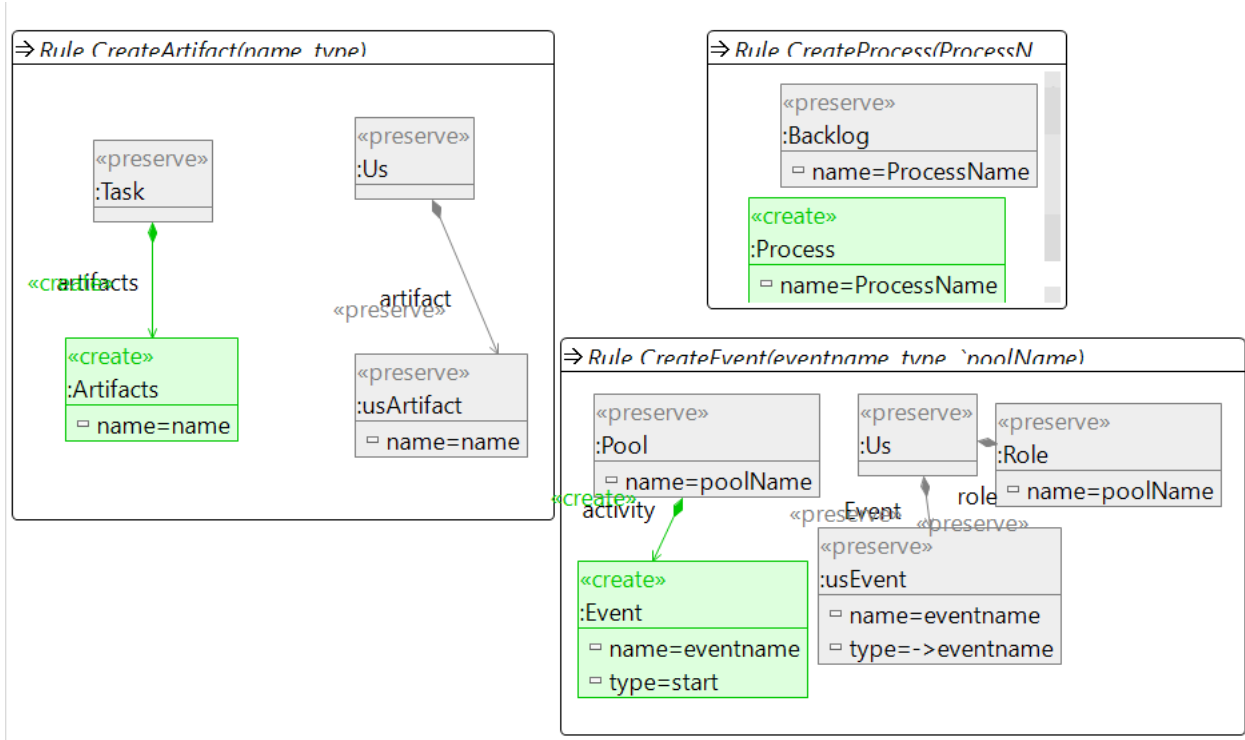 ⇒ Rule CreateArtifact(name, type)
«preserve»
:Task
«create»
artifacts
«create»
:Artifacts
name=name
«preserve»
:Us
artifact
«preserve»
«preserve»
:usArtifact
name=name
⇒ Rule CreateProcess(ProcessN
«preserve»
:Backlog
name=ProcessName
«create»
:Process
name=ProcessName
⇒ Rule CreateEvent(eventname, type, `poolName)
«preserve»
:Pool
name=poolName
«create»
activity
«create»
:Event
name=eventname
type=start
«preserve»
:Us
«preserve»
:Role
name=poolName
role
«preserve»
Event
«preserve»
«preserve»
:usEvent
name=eventname
type=->eventname